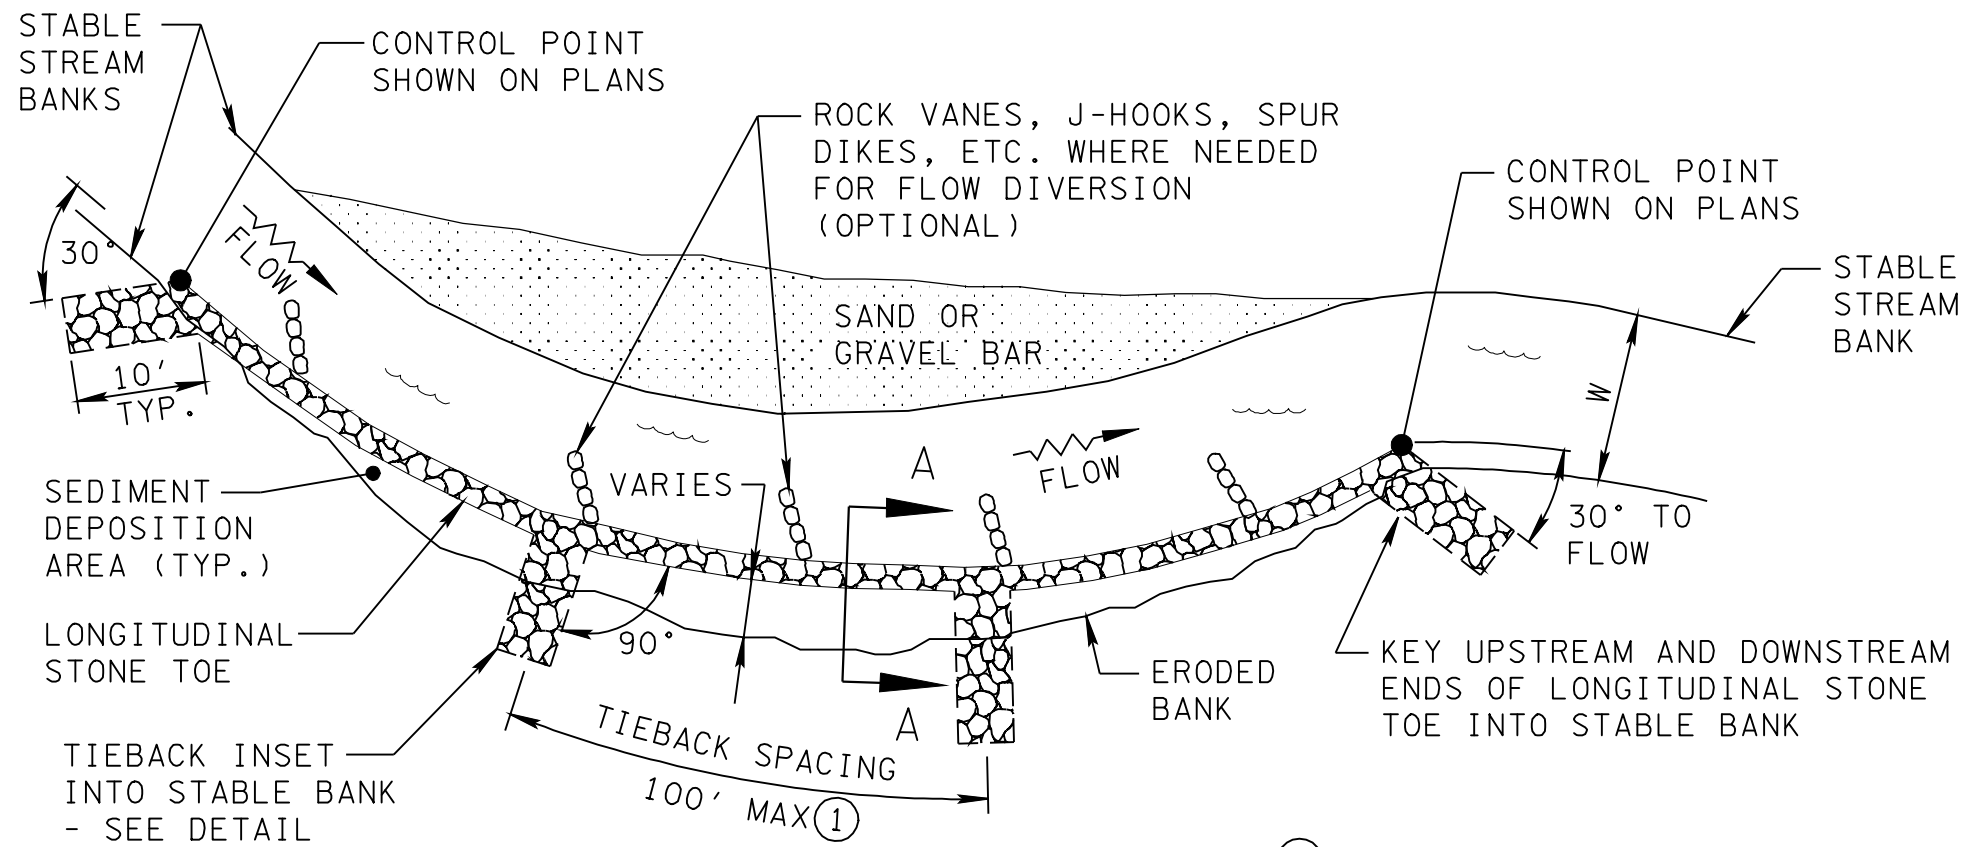 STABLE
STREAM
BANKS
CONTROL POINT
SHOWN ON PLANS
ROCK VANES, J-HOOKS, SPUR
DIKES, ETC. WHERE NEEDED
FOR FLOW DIVERSION
(OPTIONAL)
CONTROL POINT
SHOWN ON PLANS
STABLE
STREAM
BANK
30°
FLOW
SAND OR
GRAVEL BAR
10'
TYP.
W
SEDIMENT
DEPOSITION
AREA (TYP.)
VARIES
A
FLOW
30° TO
FLOW
LONGITUDINAL
STONE TOE
90°
A
ERODED
BANK
KEY UPSTREAM AND DOWNSTREAM
ENDS OF LONGITUDINAL STONE
TOE INTO STABLE BANK
TIEBACK INSET
INTO STABLE BANK
- SEE DETAIL
TIEBACK SPACING
100' MAX 1